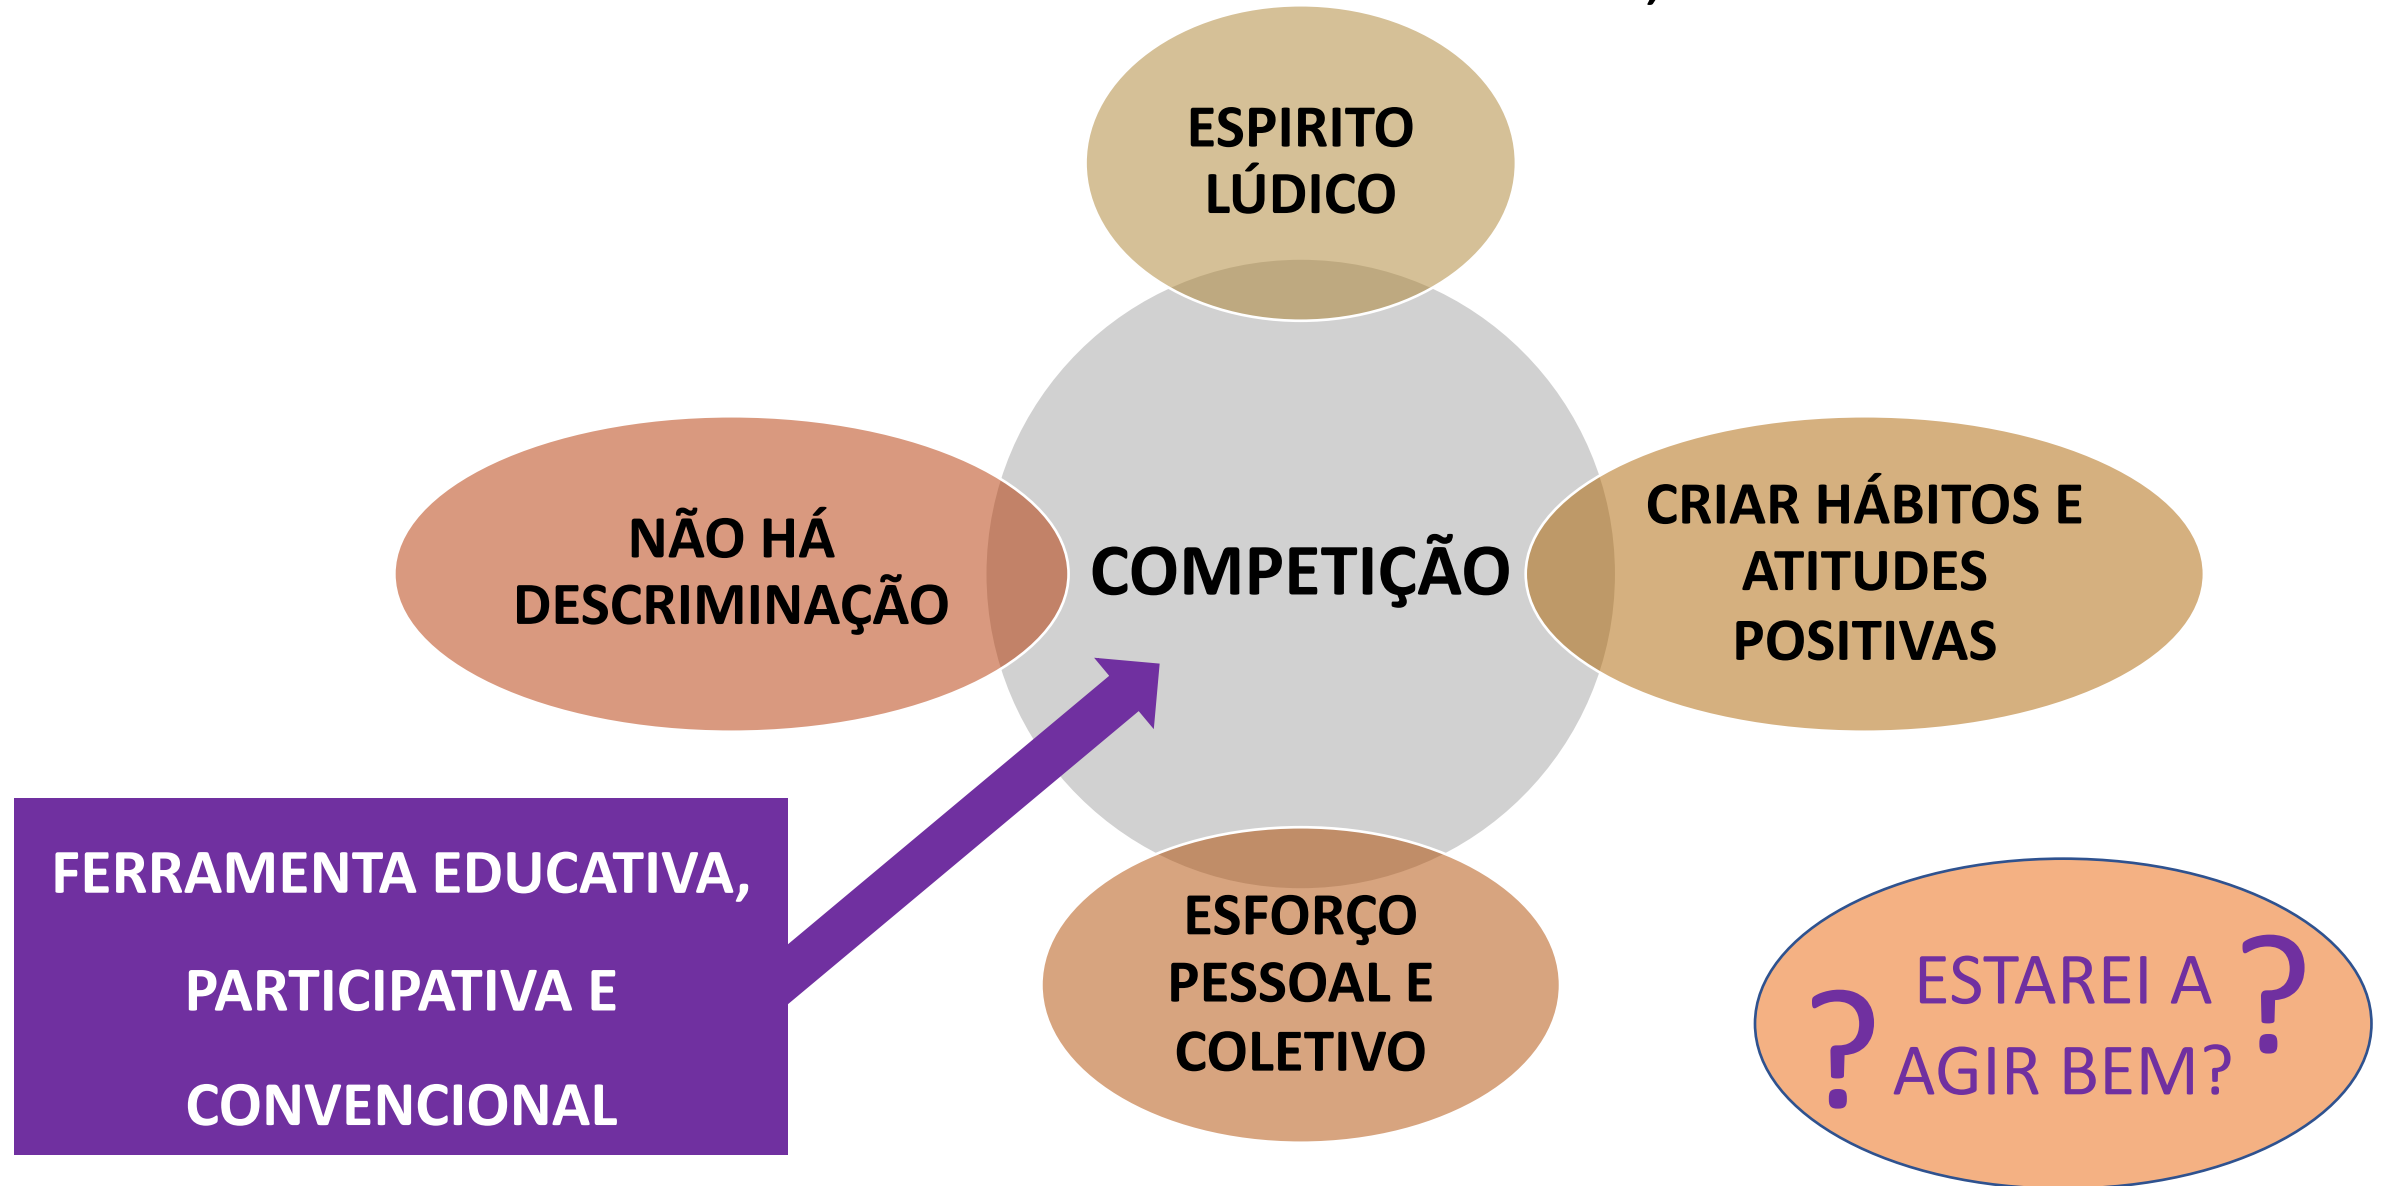 ESPIRITO
LÚDICO
NÃO HÁ
DESCRIMINAÇÃO
COMPETIÇÃO
CRIAR HÁBITOS E
ATITUDES
POSITIVAS
FERRAMENTA EDUCATIVA,
PARTICIPATIVA E
CONVENCIONAL
ESFORÇO
PESSOAL E
COLETIVO
? ESTAREI A ?
AGIR BEM?